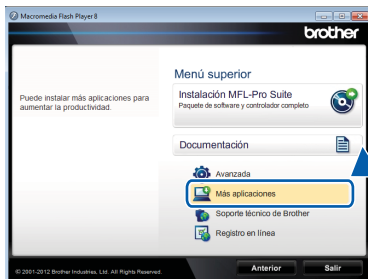 Macromedia Flash Player 8
brother
Menú superior
Puede instalar más aplicaciones para
aumentar la productividad.
Instalación MFL-Pro Suite
Paquete de software y controlador completo
Documentación
Avanzada
Más aplicaciones
Soporte técnico de Brother
Registro en línea
© 2001-2012 Brother Industries, Ltd. All Rights Reserved.
Anterior
Salir